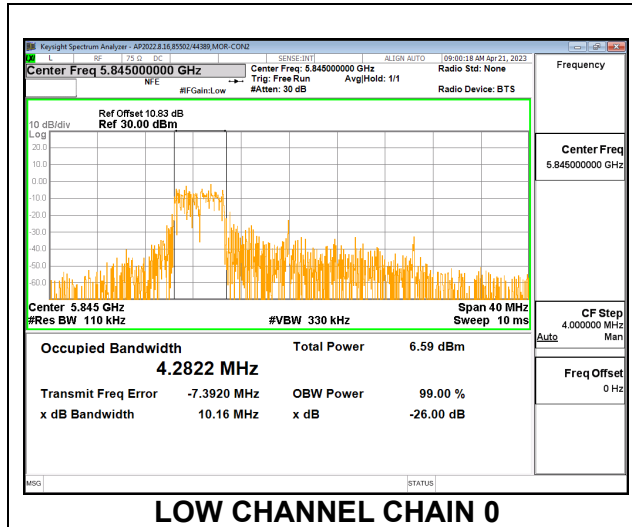 Keysight Spectrum Analyzer - AP2022.8.16,85502/44389,MOR-CON2
L RF 75 Ω DC SENSE:INT ALIGN AUTO 09:00:18 AM Apr 21, 2023
Center Freq 5.845000000 GHz
NFE
#IFGain:Low
Center Freq: 5.845000000 GHz
Trig: Free Run Avg|Hold: 1/1
#Atten: 30 dB
Radio Std: None
Radio Device: BTS
Frequency
Ref Offset 10.83 dB
10 dB/div Ref 30.00 dBm
Log
20.0
10.0
0.00
-10.0
-20.0
-30.0
-40.0
-50.0
-60.0
Center 5.845 GHz Span 40 MHz
#Res BW 110 kHz #VBW 330 kHz Sweep 10 ms
Occupied Bandwidth Total Power 6.59 dBm
4.2822 MHz
Transmit Freq Error -7.3920 MHz OBW Power 99.00 %
x dB Bandwidth 10.16 MHz x dB -26.00 dB
Center Freq
5.845000000 GHz
CF Step
4.000000 MHz
Auto Man
Freq Offset
0 Hz
MSG STATUS
LOW CHANNEL CHAIN 0